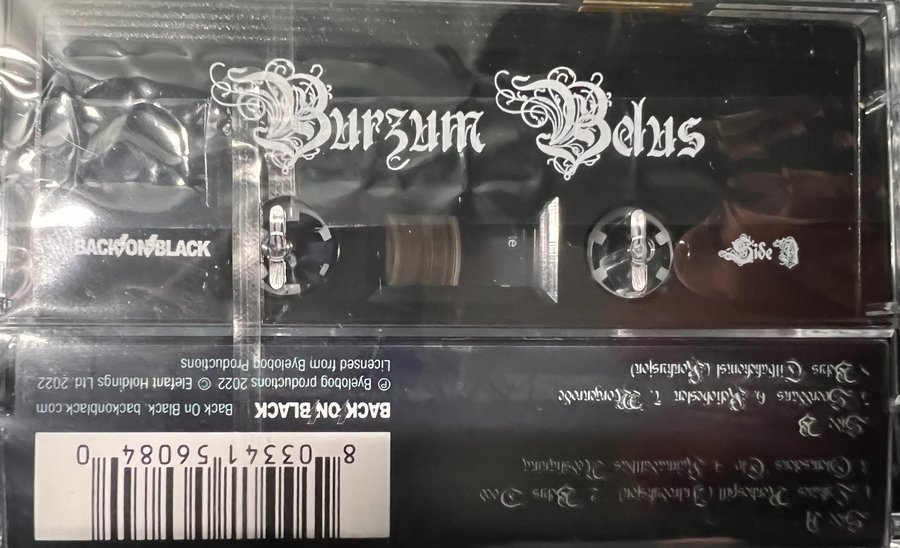 Burzum Belus
BACK ON BLACK
Side
Side A
1. Leukes Renkespill (Introduksjon) 2. Belus' Død
3. Glemselens Elv 4. Kaimadalthas' Nedstigning
Side B
5. Sverddans 6. Keliohesten 7. Morgenrøde
8. Belus' Tilbakekomst (Konklusjon)
8 03341 56084 0
BACK ON BLACK Back On Black, backonblack.com
℗ Byelobog productions 2022 © Elefant Holdings Ltd. 2022
Licensed from Byelobog Productions